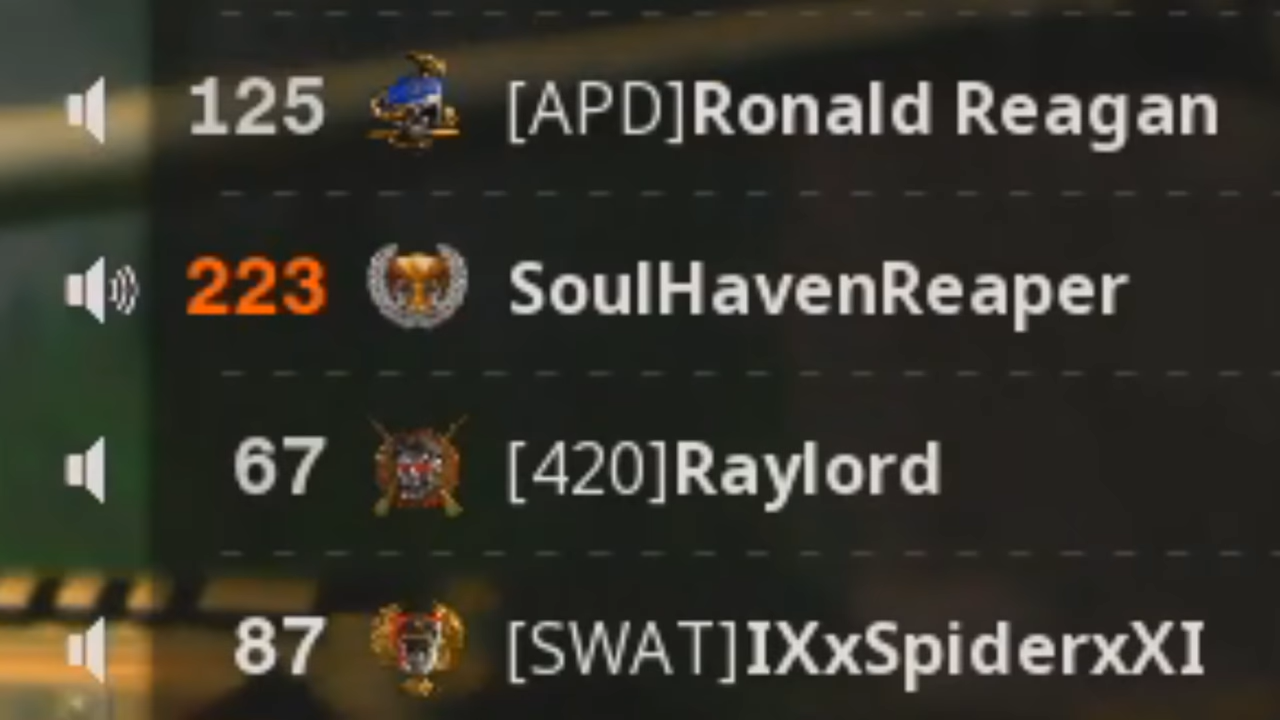 125 [APD]Ronald Reagan
223 SoulHavenReaper
67 [420]Raylord
87 [SWAT]IXxSpiderxXI